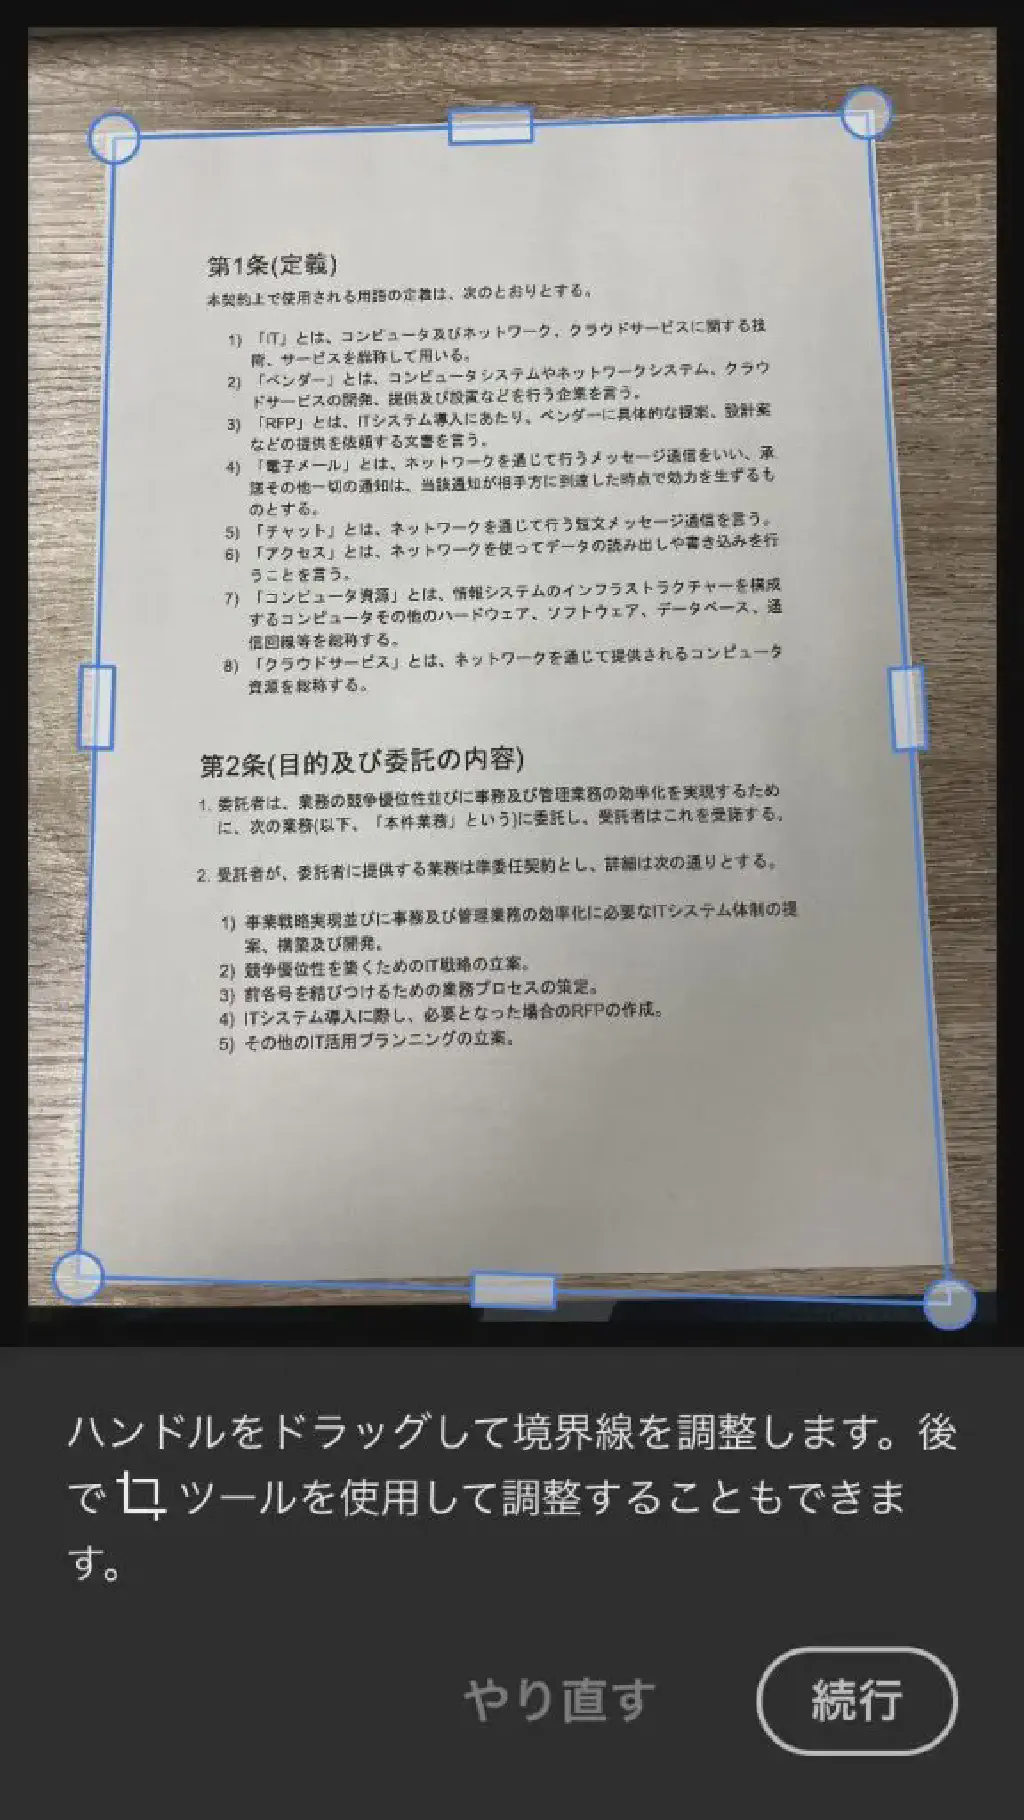 第1条(定義)
本契約上で使用される用語の定義は、次のとおりとする。
1) 「IT」とは、コンピュータ及びネットワーク、クラウドサービスに関する技
術、サービスを総称して用いる。
2) 「ベンダー」とは、コンピュータシステムやネットワークシステム、クラウ
ドサービスの開発、提供及び設置などを行う企業を言う。
3) 「RFP」とは、ITシステム導入にあたり、ベンダーに具体的な提案、設計案
などの提供を依頼する文書を言う。
4) 「電子メール」とは、ネットワークを通じて行うメッセージ通信をいい、承
諾その他一切の通知は、当該通知が相手方に到達した時点で効力を生ずるも
のとする。
5) 「チャット」とは、ネットワークを通じて行う短文メッセージ通信を言う。
6) 「アクセス」とは、ネットワークを使ってデータの読み出しや書き込みを行
うことを言う。
7) 「コンピュータ資源」とは、情報システムのインフラストラクチャーを構成
するコンピュータその他のハードウェア、ソフトウェア、データベース、通
信回線等を総称する。
8) 「クラウドサービス」とは、ネットワークを通じて提供されるコンピュータ
資源を総称する。
第2条(目的及び委託の内容)
1. 委託者は、業務の競争優位性並びに事務及び管理業務の効率化を実現するため
に、次の業務(以下、「本件業務」という)に委託し、受託者はこれを受諾する。
2. 受託者が、委託者に提供する業務は準委任契約とし、詳細は次の通りとする。
1) 事業戦略実現並びに事務及び管理業務の効率化に必要なITシステム体制の提
案、構築及び開発。
2) 競争優位性を築くためのIT戦略の立案。
3) 前各号を結びつけるための業務プロセスの策定。
4) ITシステム導入に際し、必要となった場合のRFPの作成。
5) その他のIT活用プランニングの立案。
ハンドルをドラッグして境界線を調整します。後
で ツールを使用して調整することもできま
す。
やり直す 続行